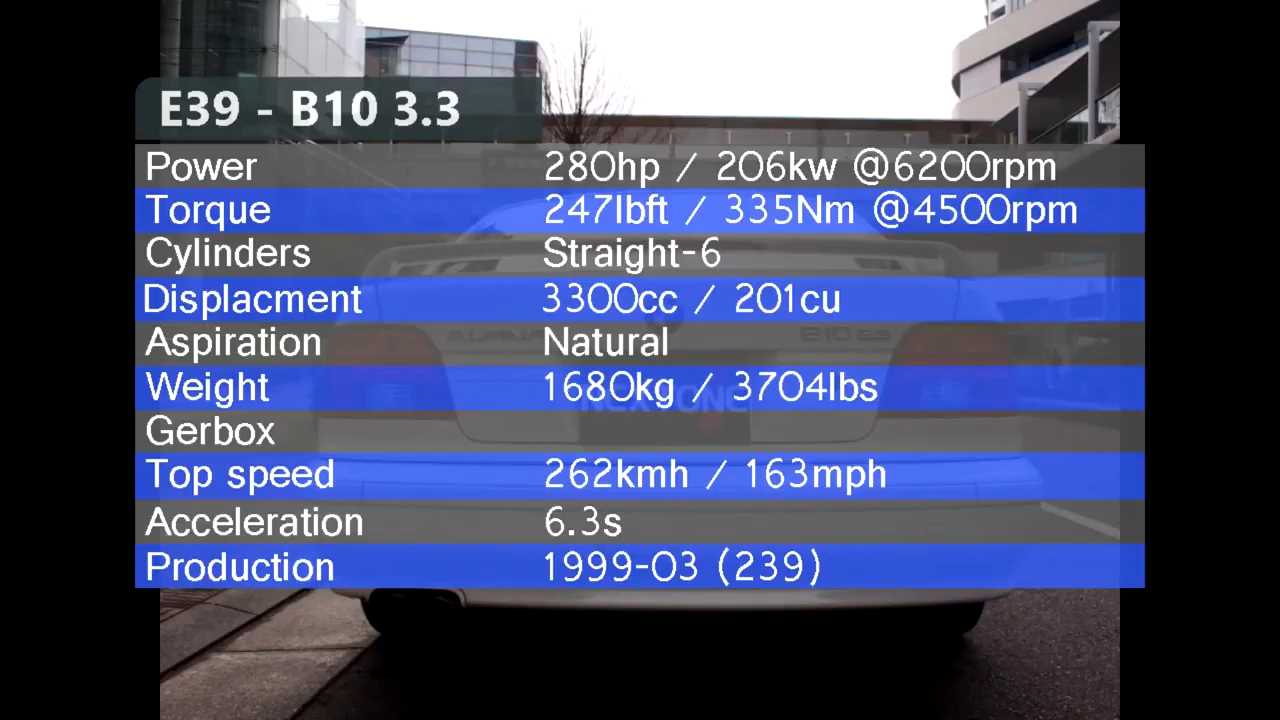 E39 - B10 3.3
Power 280hp / 206kw @6200rpm
Torque 247lbft / 335Nm @4500rpm
Cylinders Straight-6
Displacment 3300cc / 201cu
Aspiration Natural
Weight 1680kg / 3704lbs
Gerbox
Top speed 262kmh / 163mph
Acceleration 6.3s
Production 1999-03 (239)